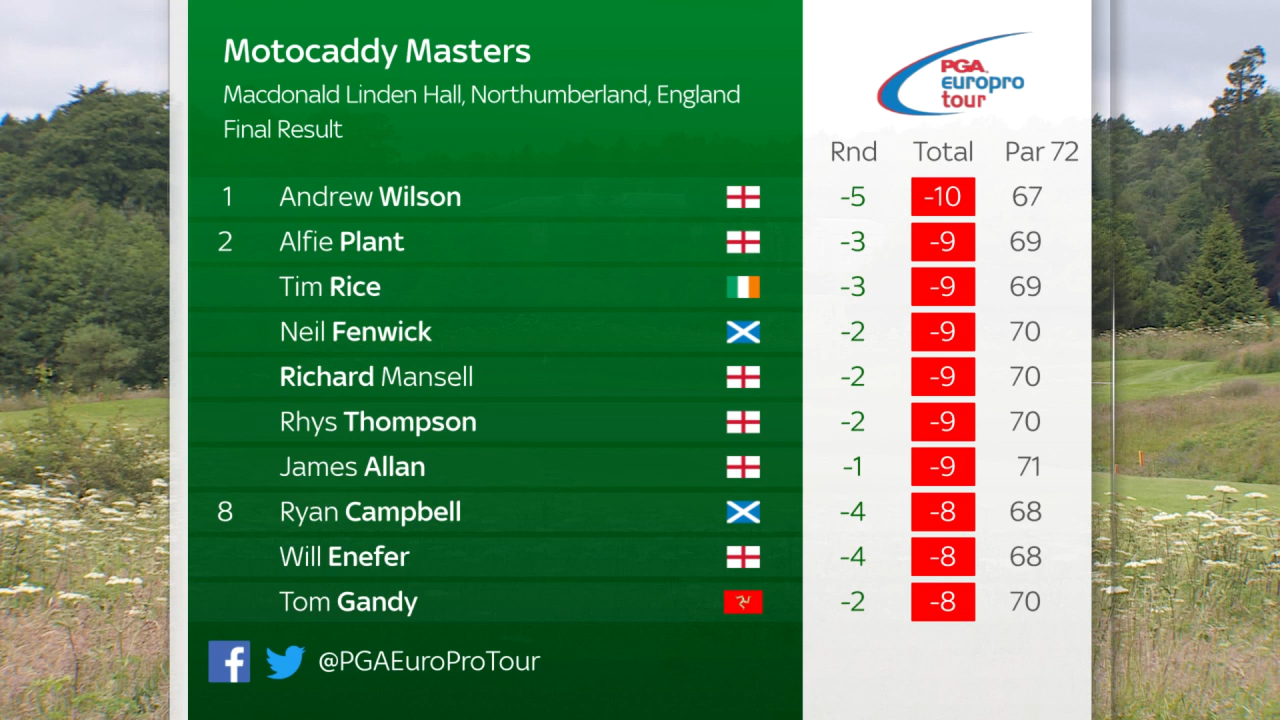 Motocaddy Masters
Macdonald Linden Hall, Northumberland, England
Final Result
PGA
europro
tour
Rnd Total Par 72
1 Andrew Wilson -5 -10 67
2 Alfie Plant -3 -9 69
Tim Rice -3 -9 69
Neil Fenwick -2 -9 70
Richard Mansell -2 -9 70
Rhys Thompson -2 -9 70
James Allan -1 -9 71
8 Ryan Campbell -4 -8 68
Will Enefer -4 -8 68
Tom Gandy -2 -8 70
@PGAEuroProTour